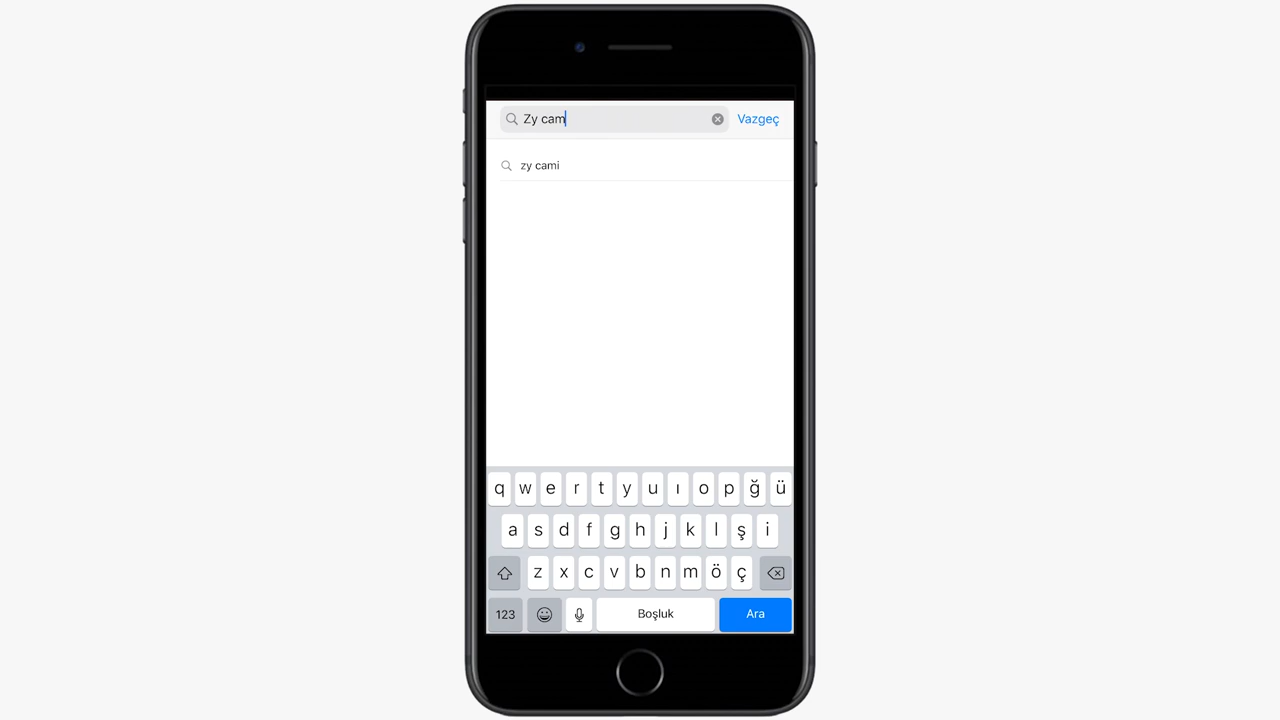 Zy cam
Vazgeç
zy cami
q w e r t y u ı o p ğ ü
a s d f g h j k l ş i
z x c v b n m ö ç
123 Boşluk Ara